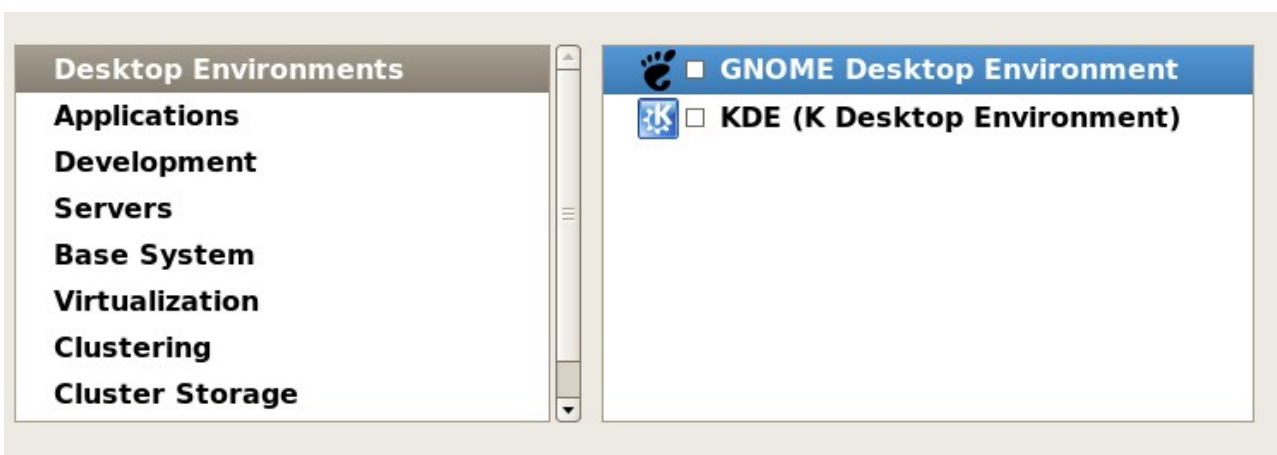 Desktop Environments
Applications
Development
Servers
Base System
Virtualization
Clustering
Cluster Storage
GNOME Desktop Environment
KDE (K Desktop Environment)